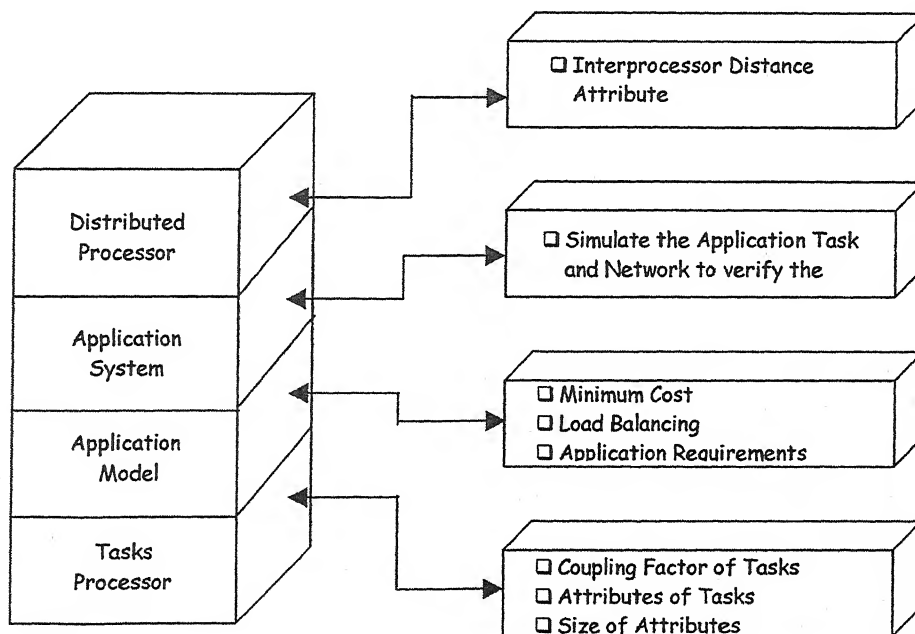 Distributed
Processor
Application
System
Application
Model
Tasks
Processor
❑ Interprocessor Distance
Attribute
❑ Simulate the Application Task
and Network to verify the
❑ Minimum Cost
❑ Load Balancing
❑ Application Requirements
❑ Coupling Factor of Tasks
❑ Attributes of Tasks
❑ Size of Attributes